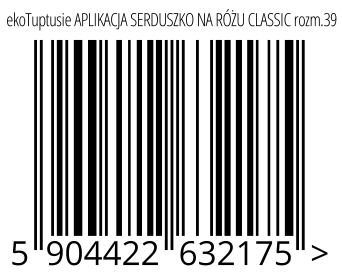 ekoTuptusie APLIKACJA SERDUSZKO NA RÓŻU CLASSIC rozm.39
5 904422 632175 >